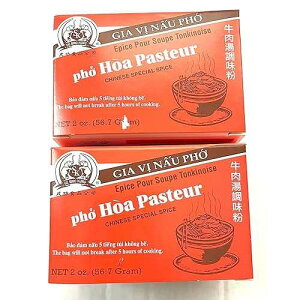 GIA VỊ NẤU PHỞ
Epice Pour Soupe Tonkinoise
phở Hoa Pasteur
CHINESE SPECIAL SPICE
Bảo đảm nấu 5 tiếng túi không bể.
The bag will not break after 5 hours of cooking.
NET 2 oz. (56.7 Gram)
牛肉湯調味粉
GIA VỊ NẤU PHỞ
Epice Pour Soupe Tonkinoise
phở Hòa Pasteur
CHINESE SPECIAL SPICE
Bảo đảm nấu 5 tiếng túi không bể.
The bag will not break after 5 hours of cooking.
NET 2 oz. (56.7 Gram)
牛肉湯調味粉